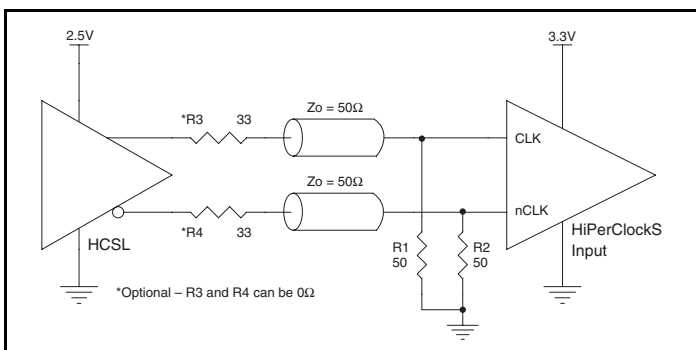 2.5V
3.3V
*R3
33
Zo = 50Ω
CLK
Zo = 50Ω
nCLK
*R4
33
HCSL
R1
50
R2
50
HiPerClockS
Input
*Optional – R3 and R4 can be 0Ω